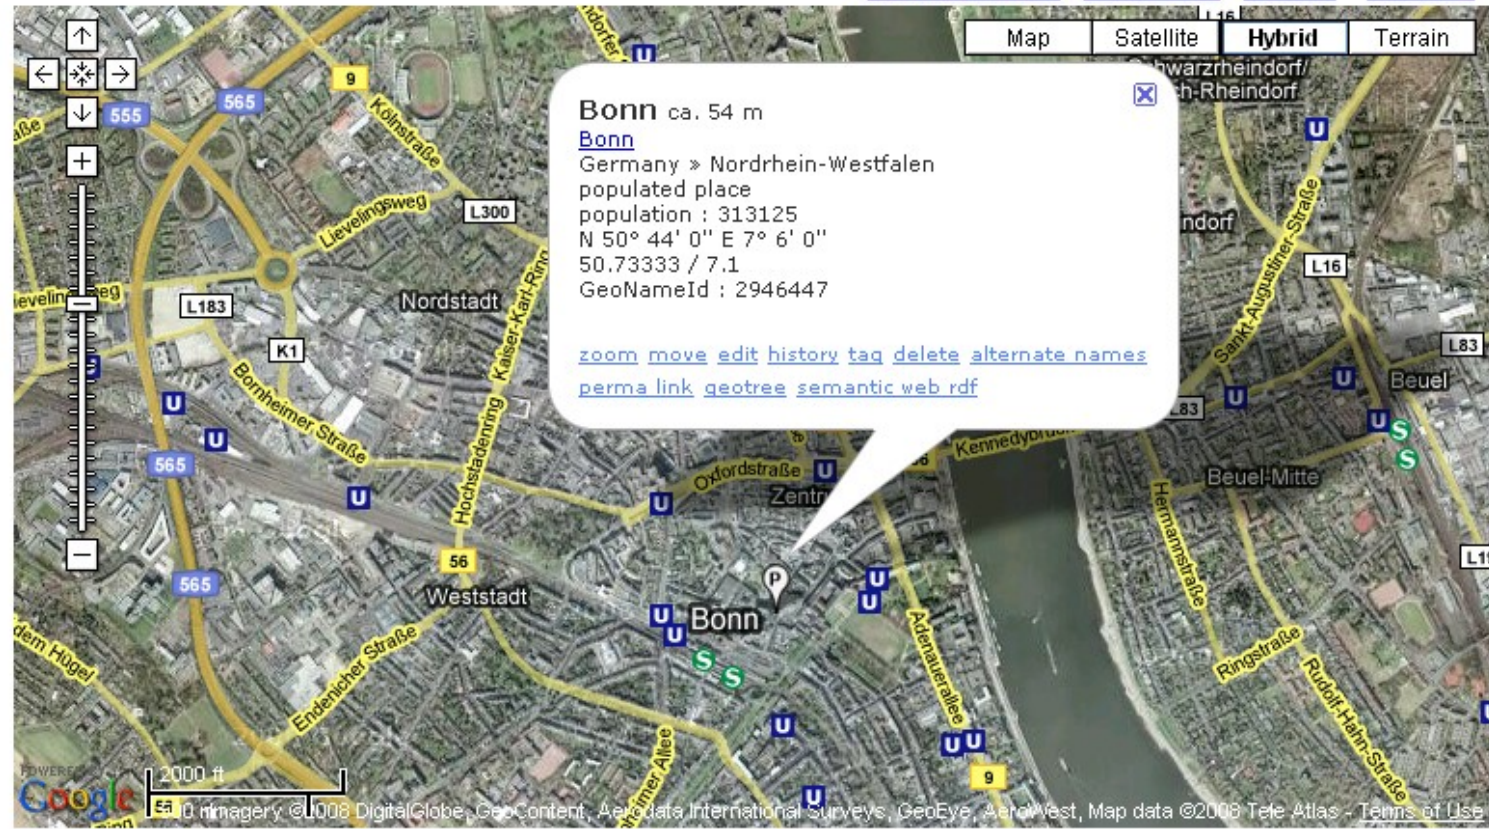 L16
Map Satellite Hybrid Terrain
9
565
555
Kölnstraße
Bonn ca. 54 m
Bonn
Germany » Nordrhein-Westfalen
populated place
population : 313125
N 50° 44' 0" E 7° 6' 0"
50.73333 / 7.1
GeoNameId : 2946447
zoom move edit history tag delete alternate names
perma link geotree semantic web rdf
U
U
Lievelingsweg
L300
L16
Sankt-Augustiner-Straße
Nordstadt
Kaiser-Karl-Ring
L183
K1
L83
Beuel
U
U
U
U
U
Bornheimer Straße
Hochstadenring
L83
S
S
565
Oxfordstraße
U
Kennedybrü
Beuel-Mitte
U
U
Hermannstraße
56
565
Weststadt
P
U
U
Bonn
U
U
S
S
Endenicher Straße
Adenauerallee
Ringstraße
Rudolf-Hahn-Straße
dem Hügel
U
U
U
9
U
2000 ft
Google
Imagery ©2008 DigitalGlobe, GeoContent, Aerodata International Surveys, GeoEye, AeroWest, Map data ©2008 Tele Atlas - Terms of Use